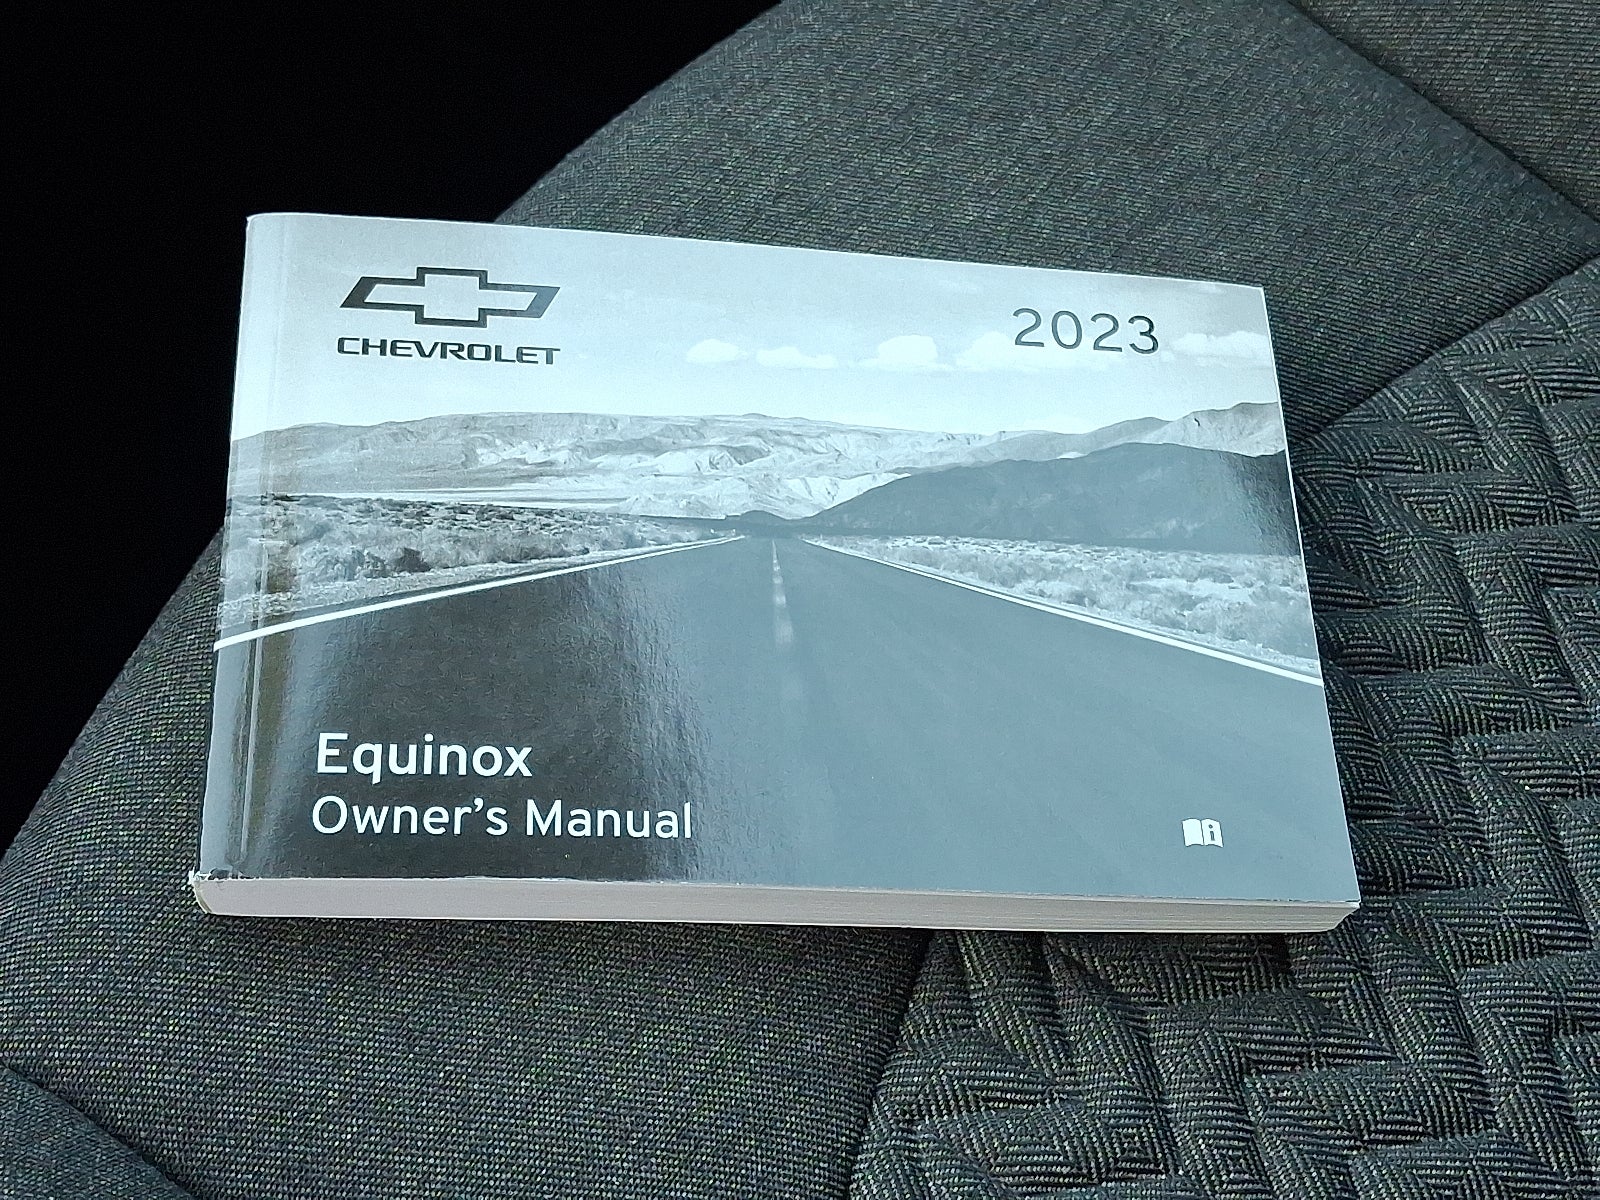 CHEVROLET
2023
Equinox
Owner's Manual